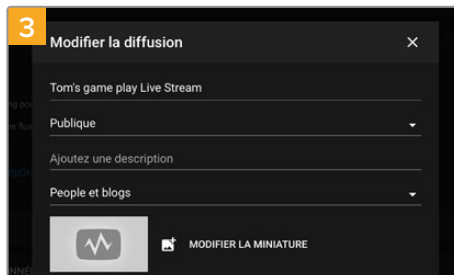 3
Modifier la diffusion
Tom's game play Live Stream
Publique
Ajoutez une description
People et blogs
MODIFIER LA MINIATURE